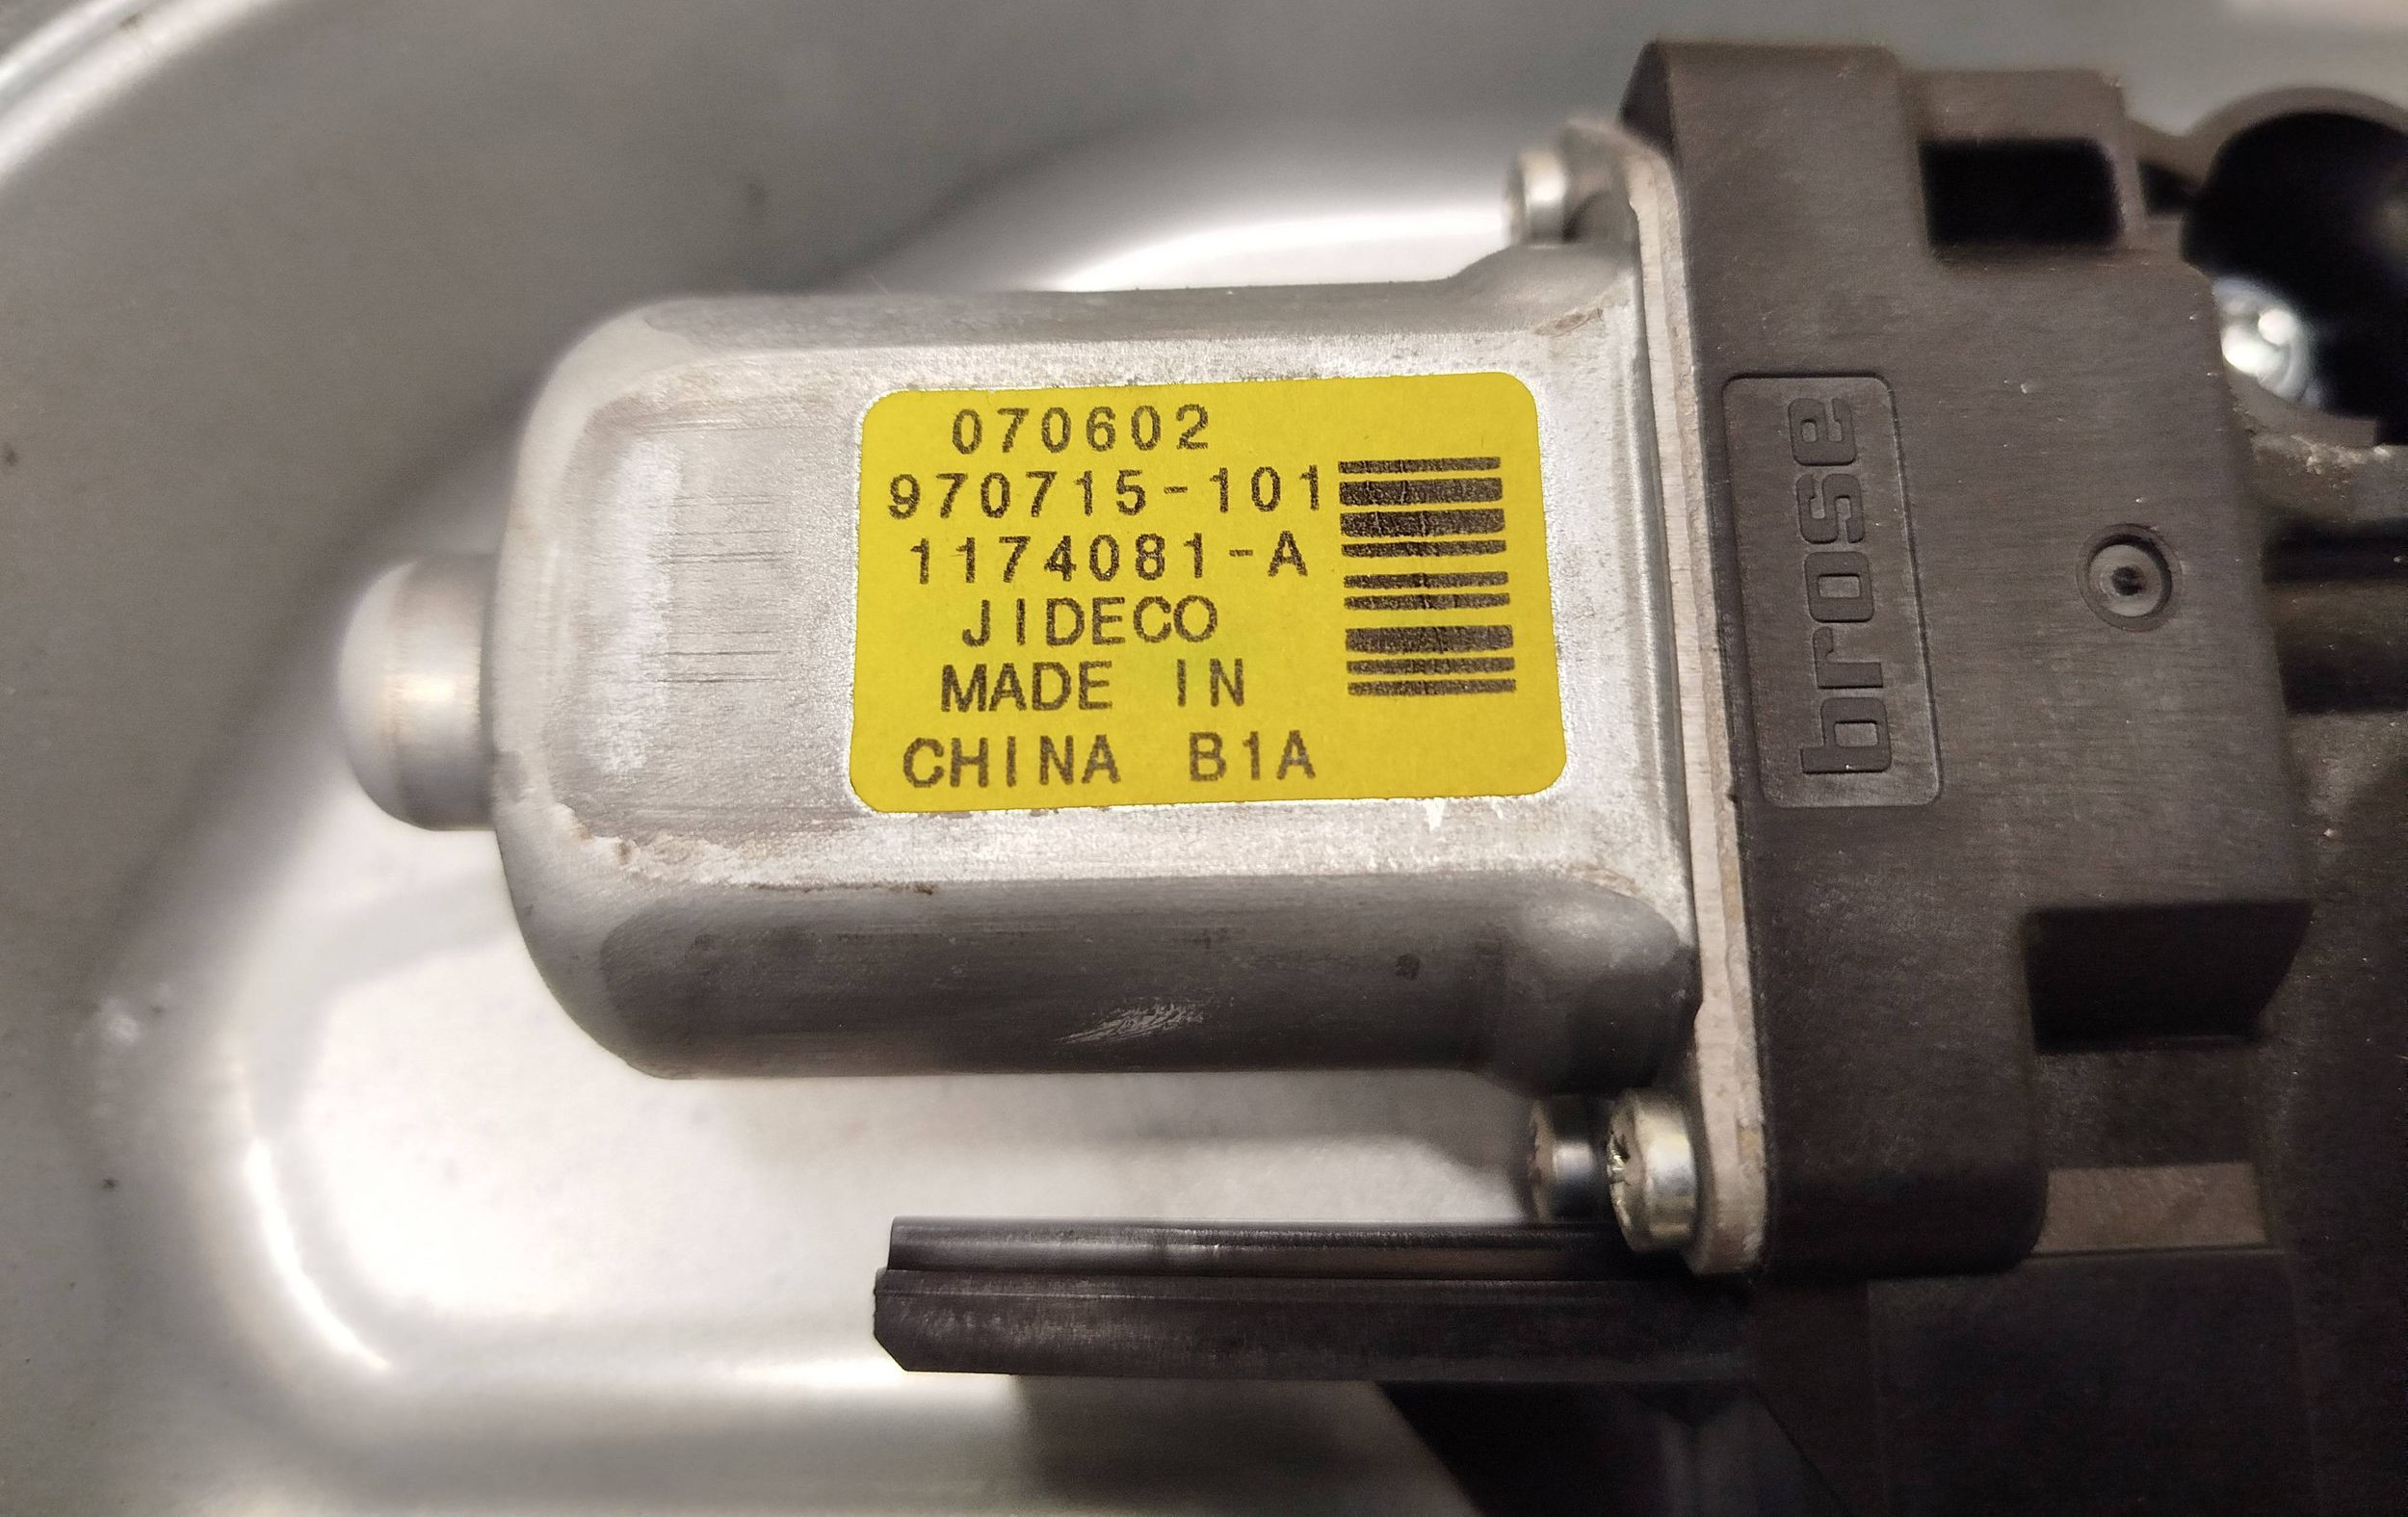 070602
970715-101
1174081-A
JIDECO
MADE IN
CHINA B1A
brose